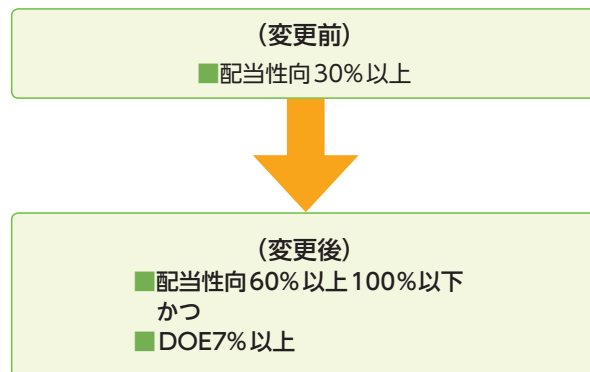 （変更前）
■配当性向30%以上
（変更後）
■配当性向60%以上100%以下
かつ
■DOE7%以上